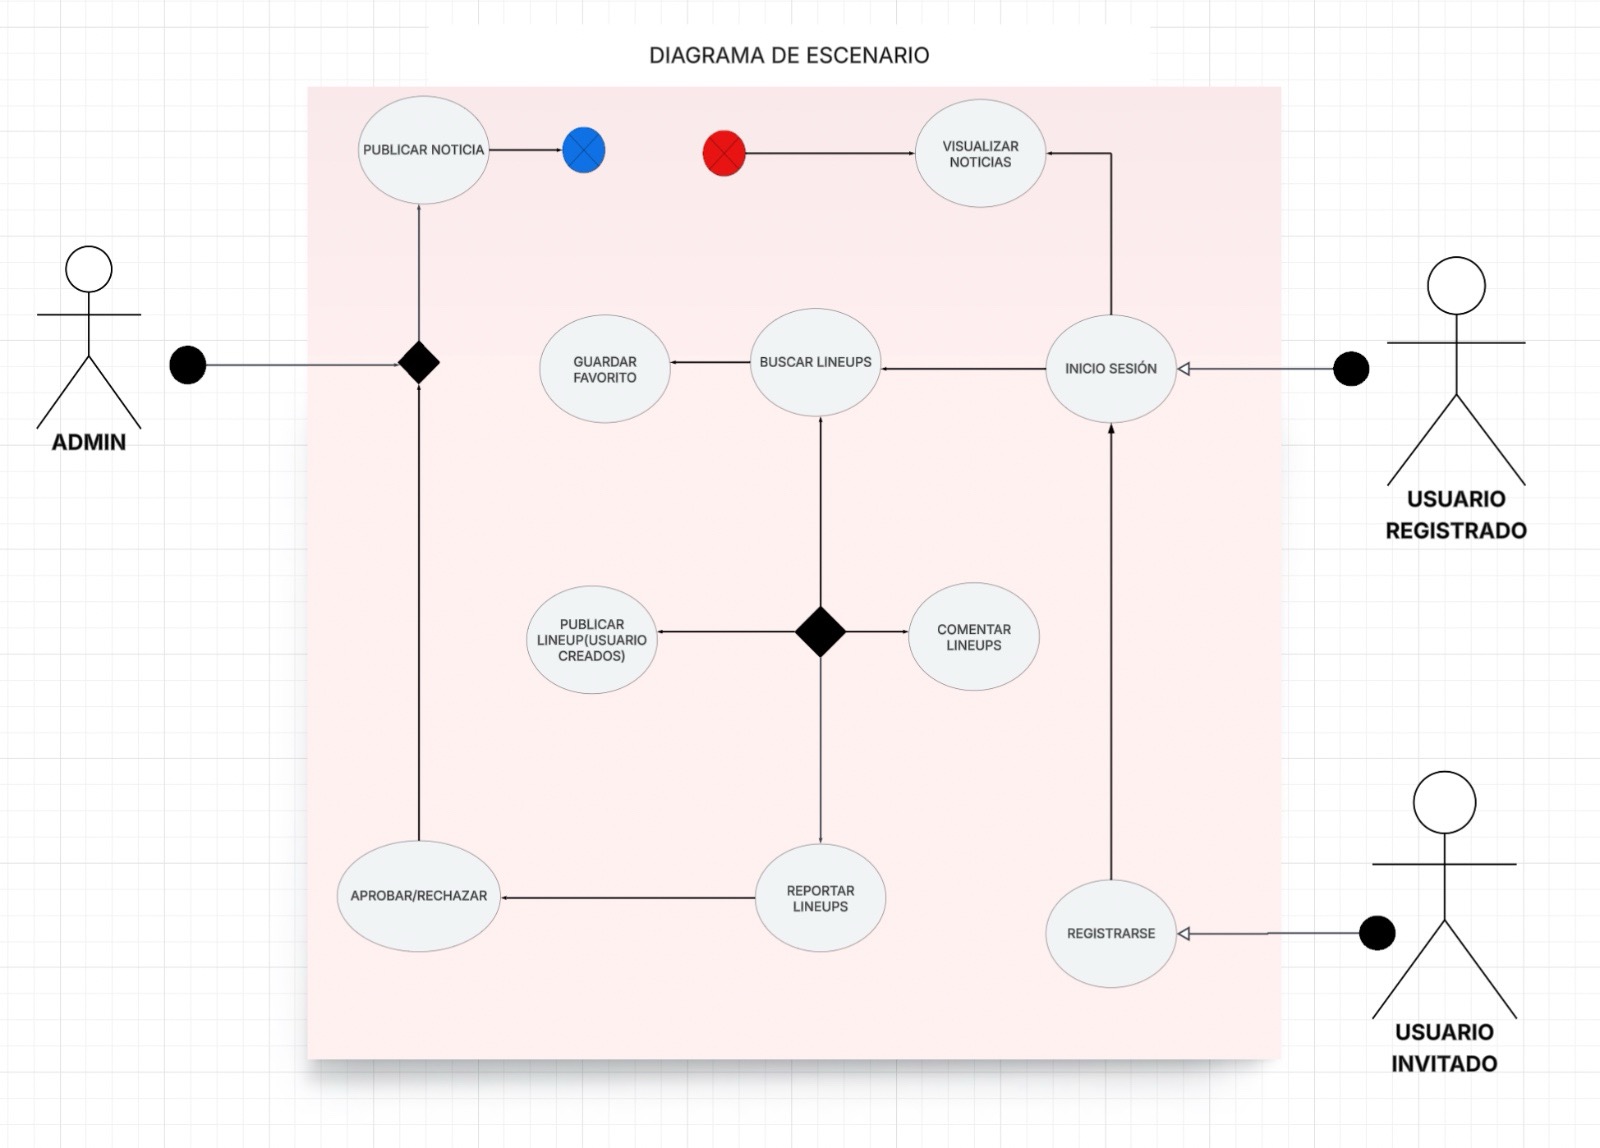 DIAGRAMA DE ESCENARIO
PUBLICAR NOTICIA
VISUALIZAR
NOTICIAS
ADMIN
GUARDAR
FAVORITO
BUSCAR LINEUPS
INICIO SESIÓN
USUARIO
REGISTRADO
PUBLICAR
LINEUP(USUARIO
CREADOS)
COMENTAR
LINEUPS
APROBAR/RECHAZAR
REPORTAR
LINEUPS
REGISTRARSE
USUARIO
INVITADO